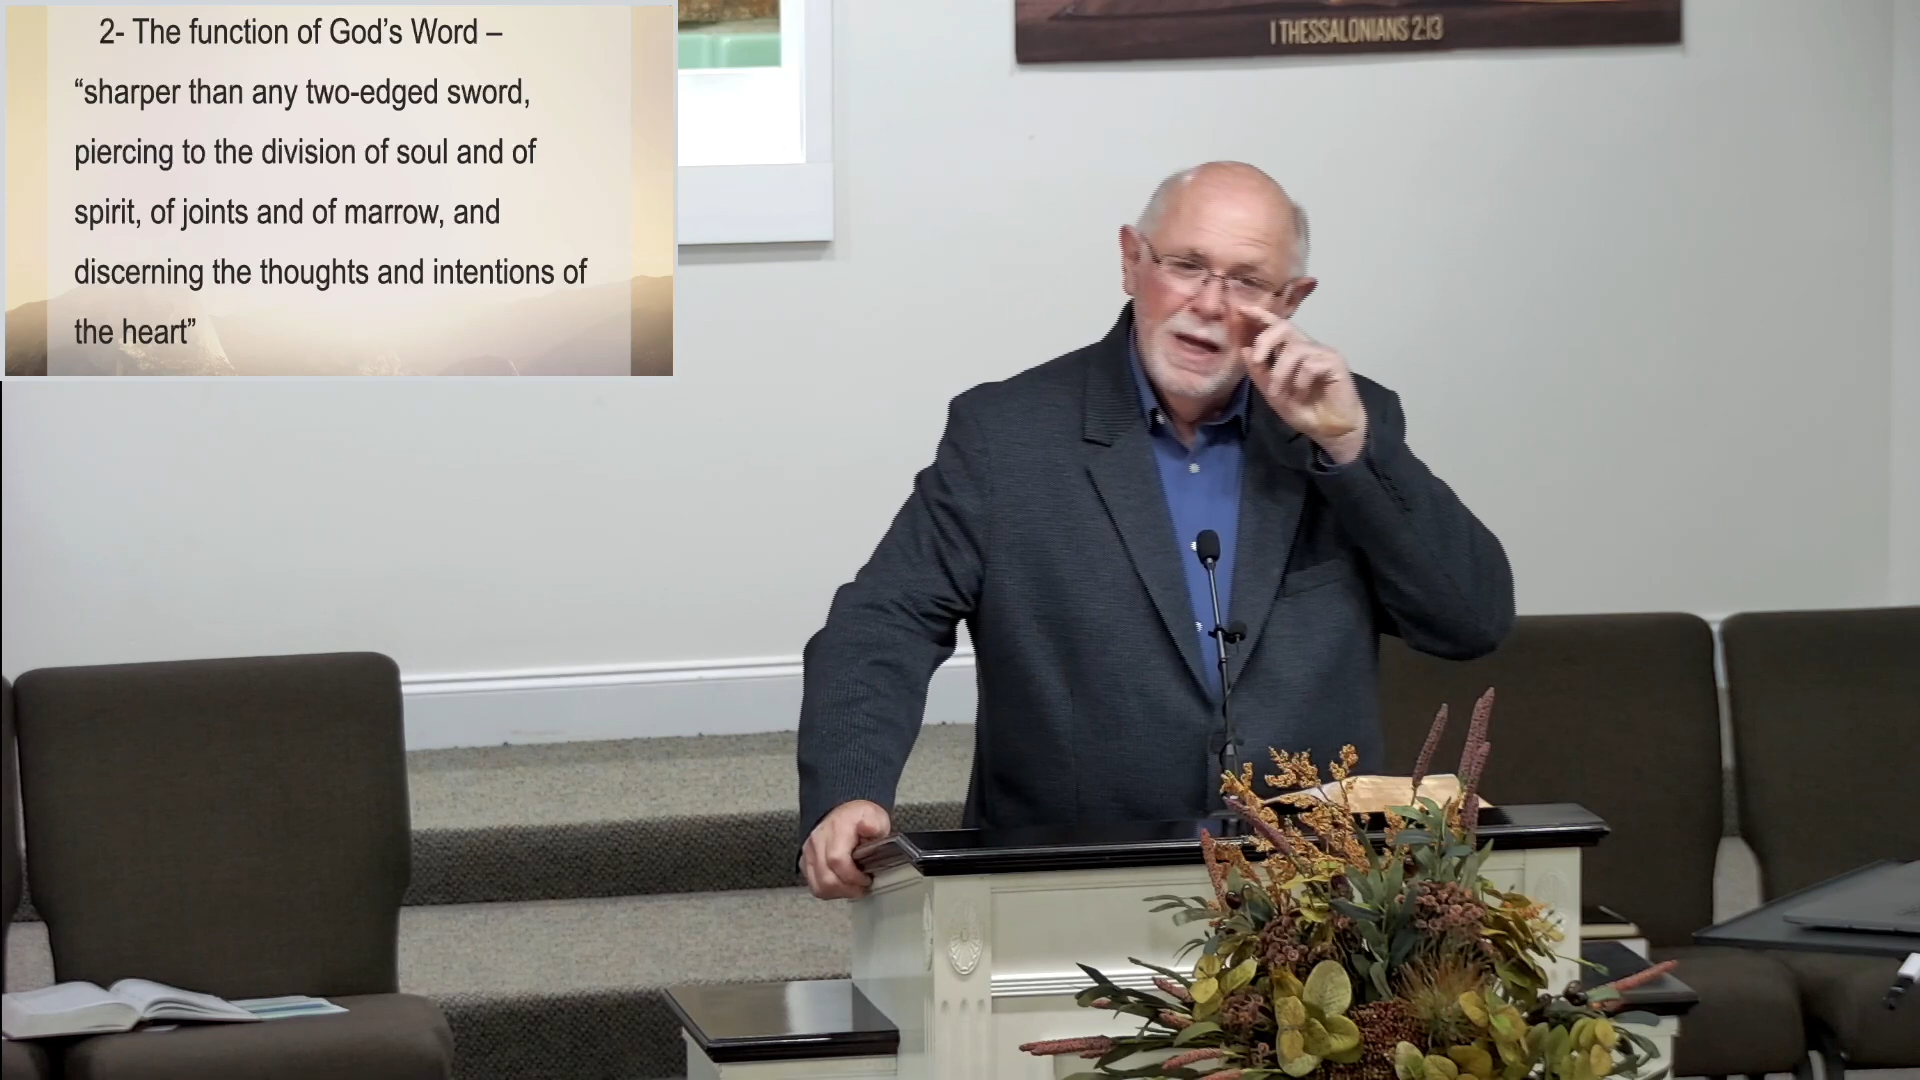 2- The function of God’s Word –
“sharper than any two-edged sword,
piercing to the division of soul and of
spirit, of joints and of marrow, and
discerning the thoughts and intentions of
the heart”
I THESSALONIANS 2:13